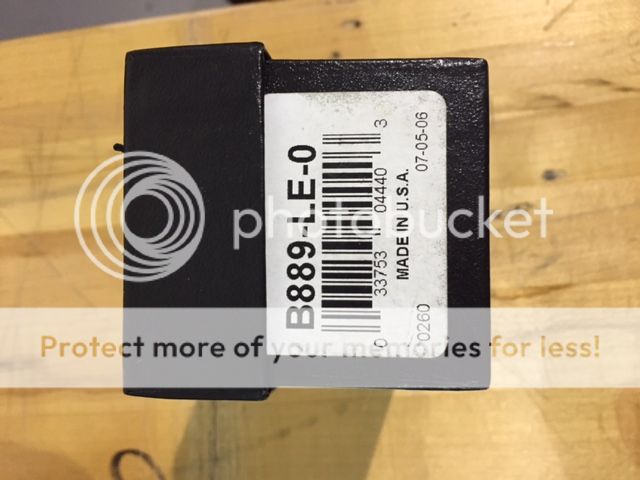 B889-LE-0
0 33753 04440 3
MADE IN U.S.A.
0260 07-05-06
photobucket
Protect more of your memories for less!